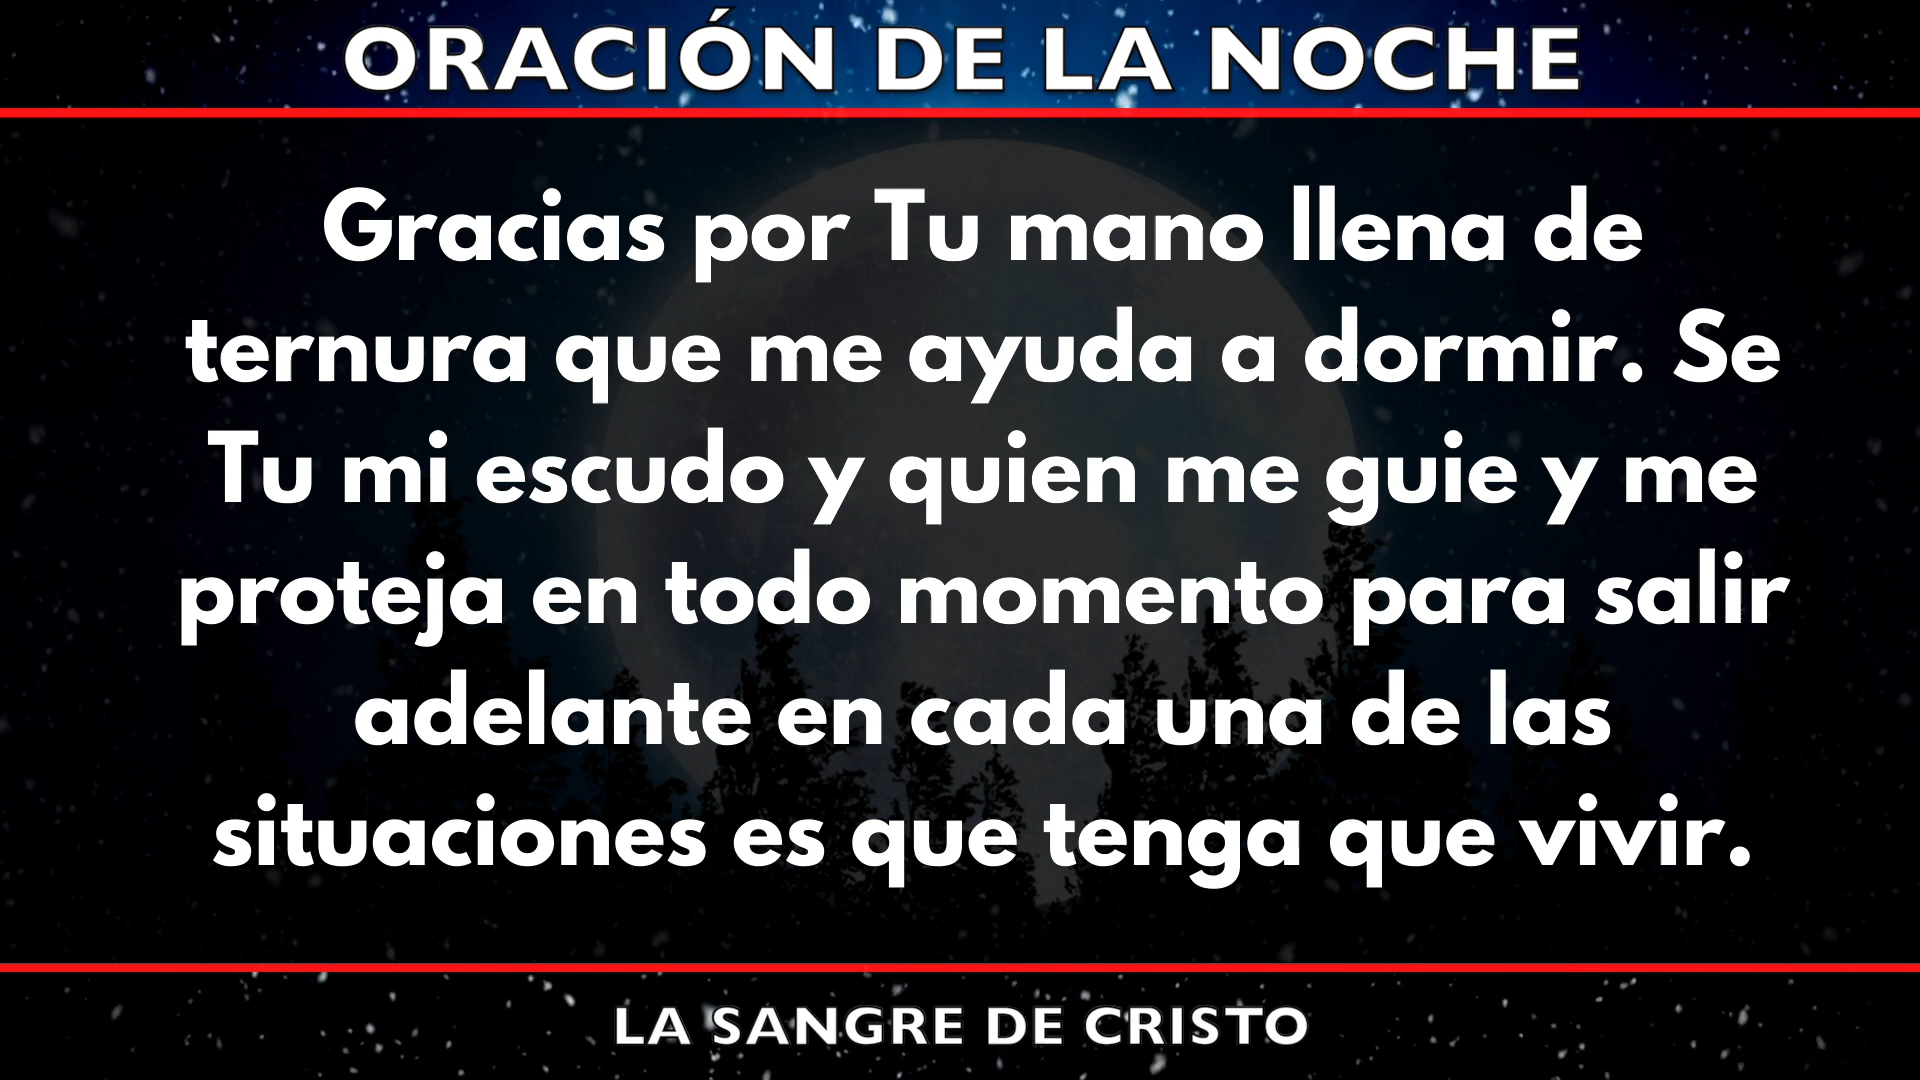 ORACIÓN DE LA NOCHE
Gracias por Tu mano llena de
ternura que me ayuda a dormir. Se
Tu mi escudo y quien me guie y me
proteja en todo momento para salir
adelante en cada una de las
situaciones es que tenga que vivir.
LA SANGRE DE CRISTO